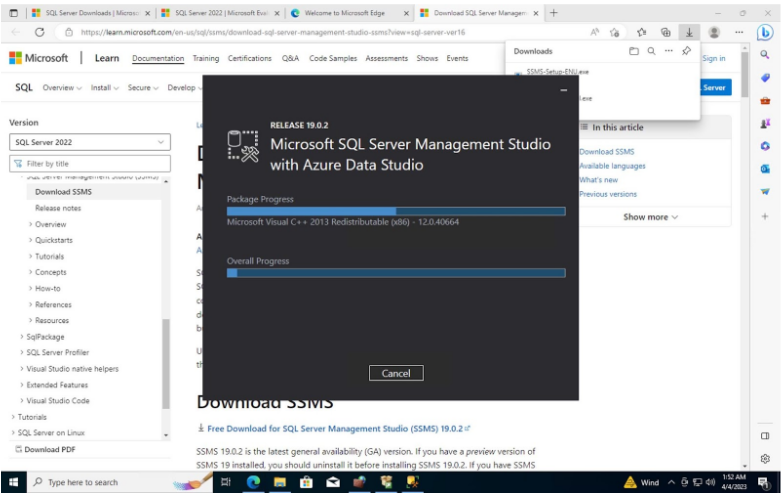 SQL Server Downloads | Microso
SQL Server 2022 | Microsoft Eval
Welcome to Microsoft Edge
Download SQL Server Managem
https://learn.microsoft.com/en-us/sql/ssms/download-sql-server-management-studio-ssms?view=sql-server-ver16
Microsoft
Learn
Documentation
Training
Certifications
Q&A
Code Samples
Assessments
Shows
Events
Sign in
Downloads
SSMS-Setup-ENU.exe
.exe
SQL
Overview
Install
Secure
Develop
Server
Version
SQL Server 2022
Filter by title
SQL Server Management Studio (SSMS)
Download SSMS
Release notes
Overview
Quickstarts
Tutorials
Concepts
How-to
References
Resources
SqlPackage
SQL Server Profiler
Visual Studio native helpers
Extended Features
Visual Studio Code
Tutorials
SQL Server on Linux
Download PDF
RELEASE 19.0.2
Microsoft SQL Server Management Studio
with Azure Data Studio
Package Progress
Microsoft Visual C++ 2013 Redistributable (x86) - 12.0.40664
Overall Progress
Cancel
In this article
Download SSMS
Available languages
What's new
Previous versions
Show more
Download SSMS
Free Download for SQL Server Management Studio (SSMS) 19.0.2
SSMS 19.0.2 is the latest general availability (GA) version. If you have a preview version of
SSMS 19 installed, you should uninstall it before installing SSMS 19.0.2. If you have SSMS
Type here to search
Wind
1:52 AM
4/4/2023